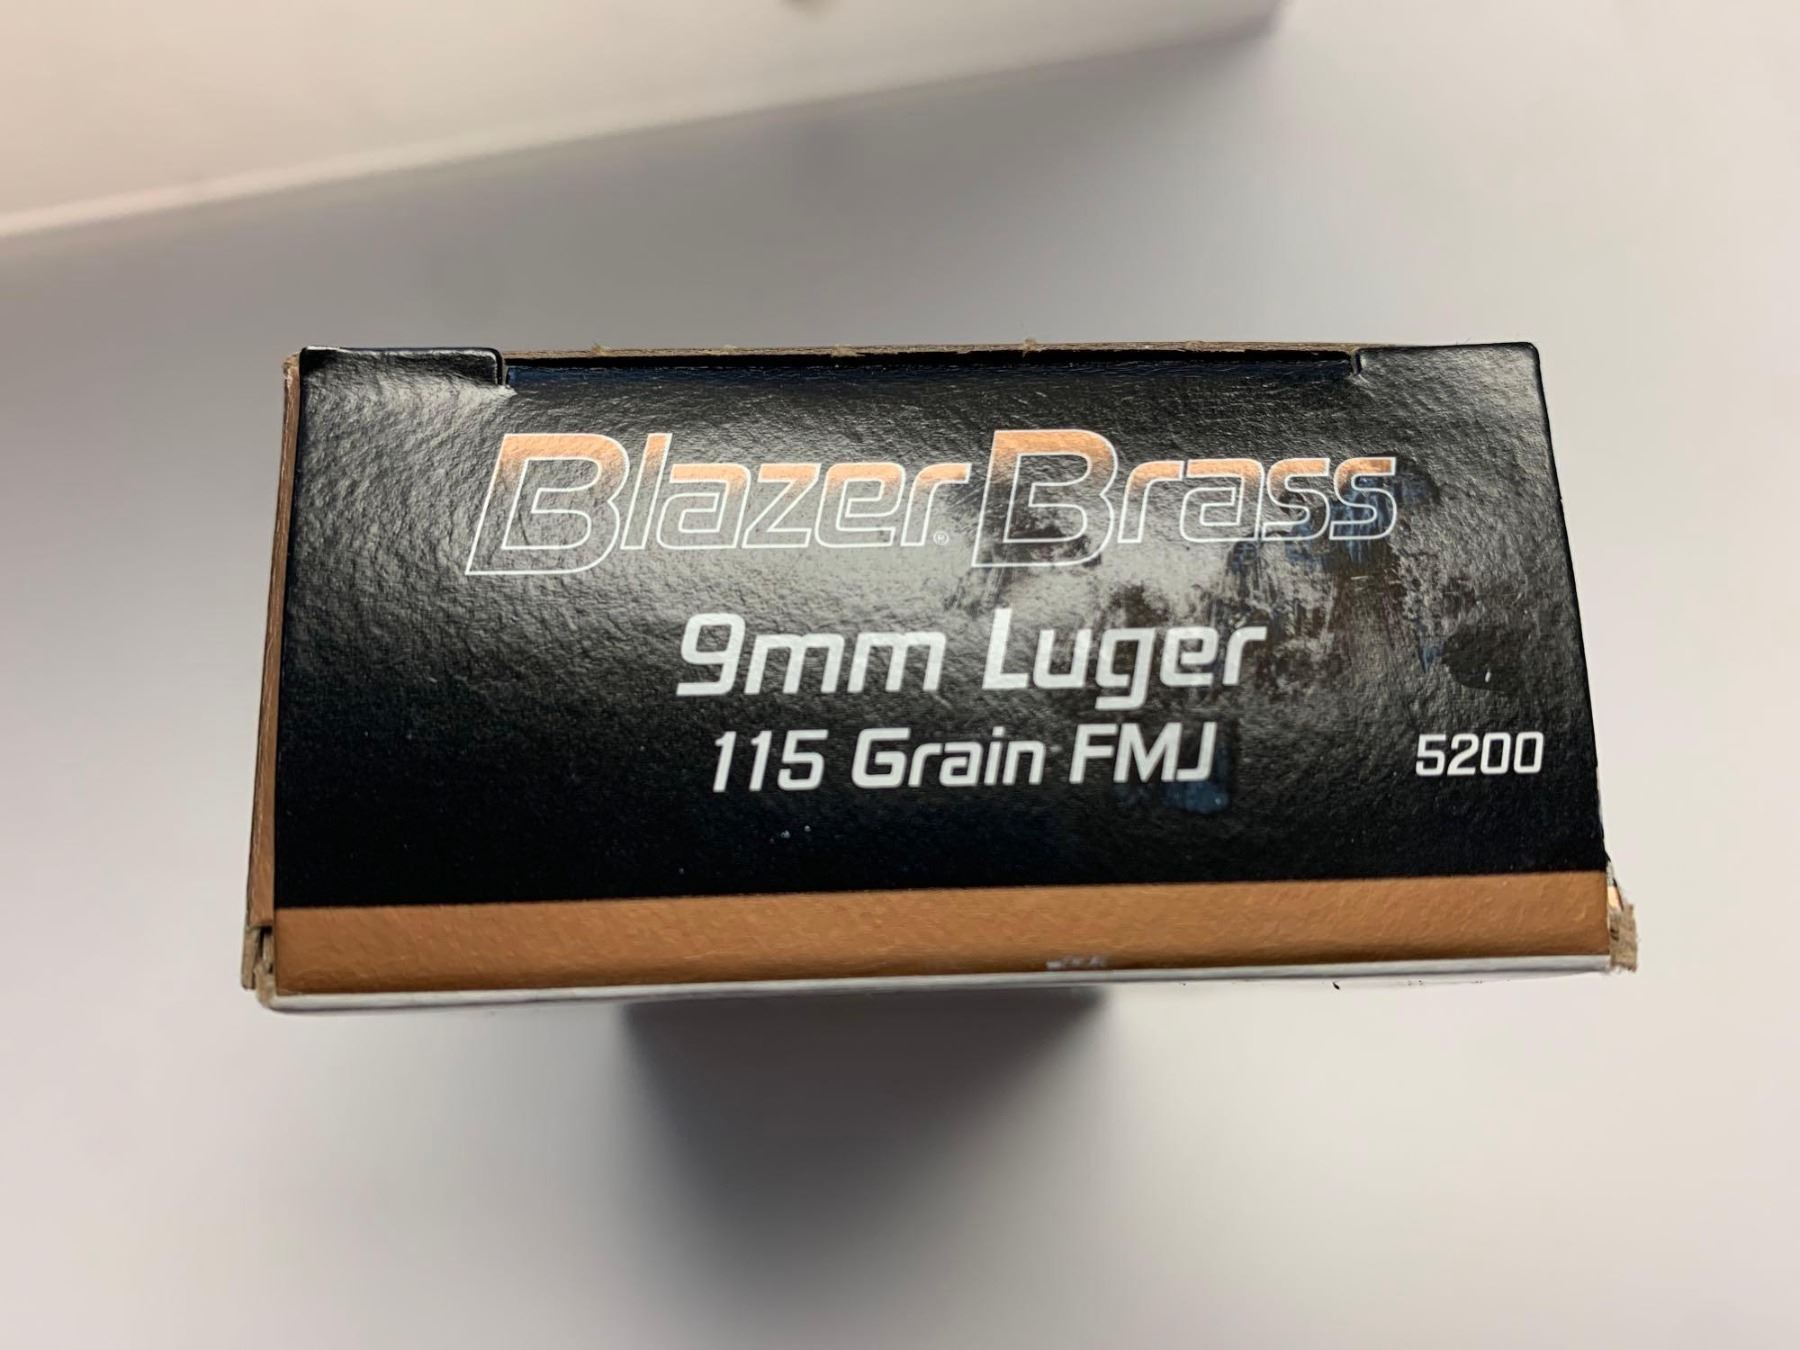 Blazer® Brass
9mm Luger
115 Grain FMJ
5200